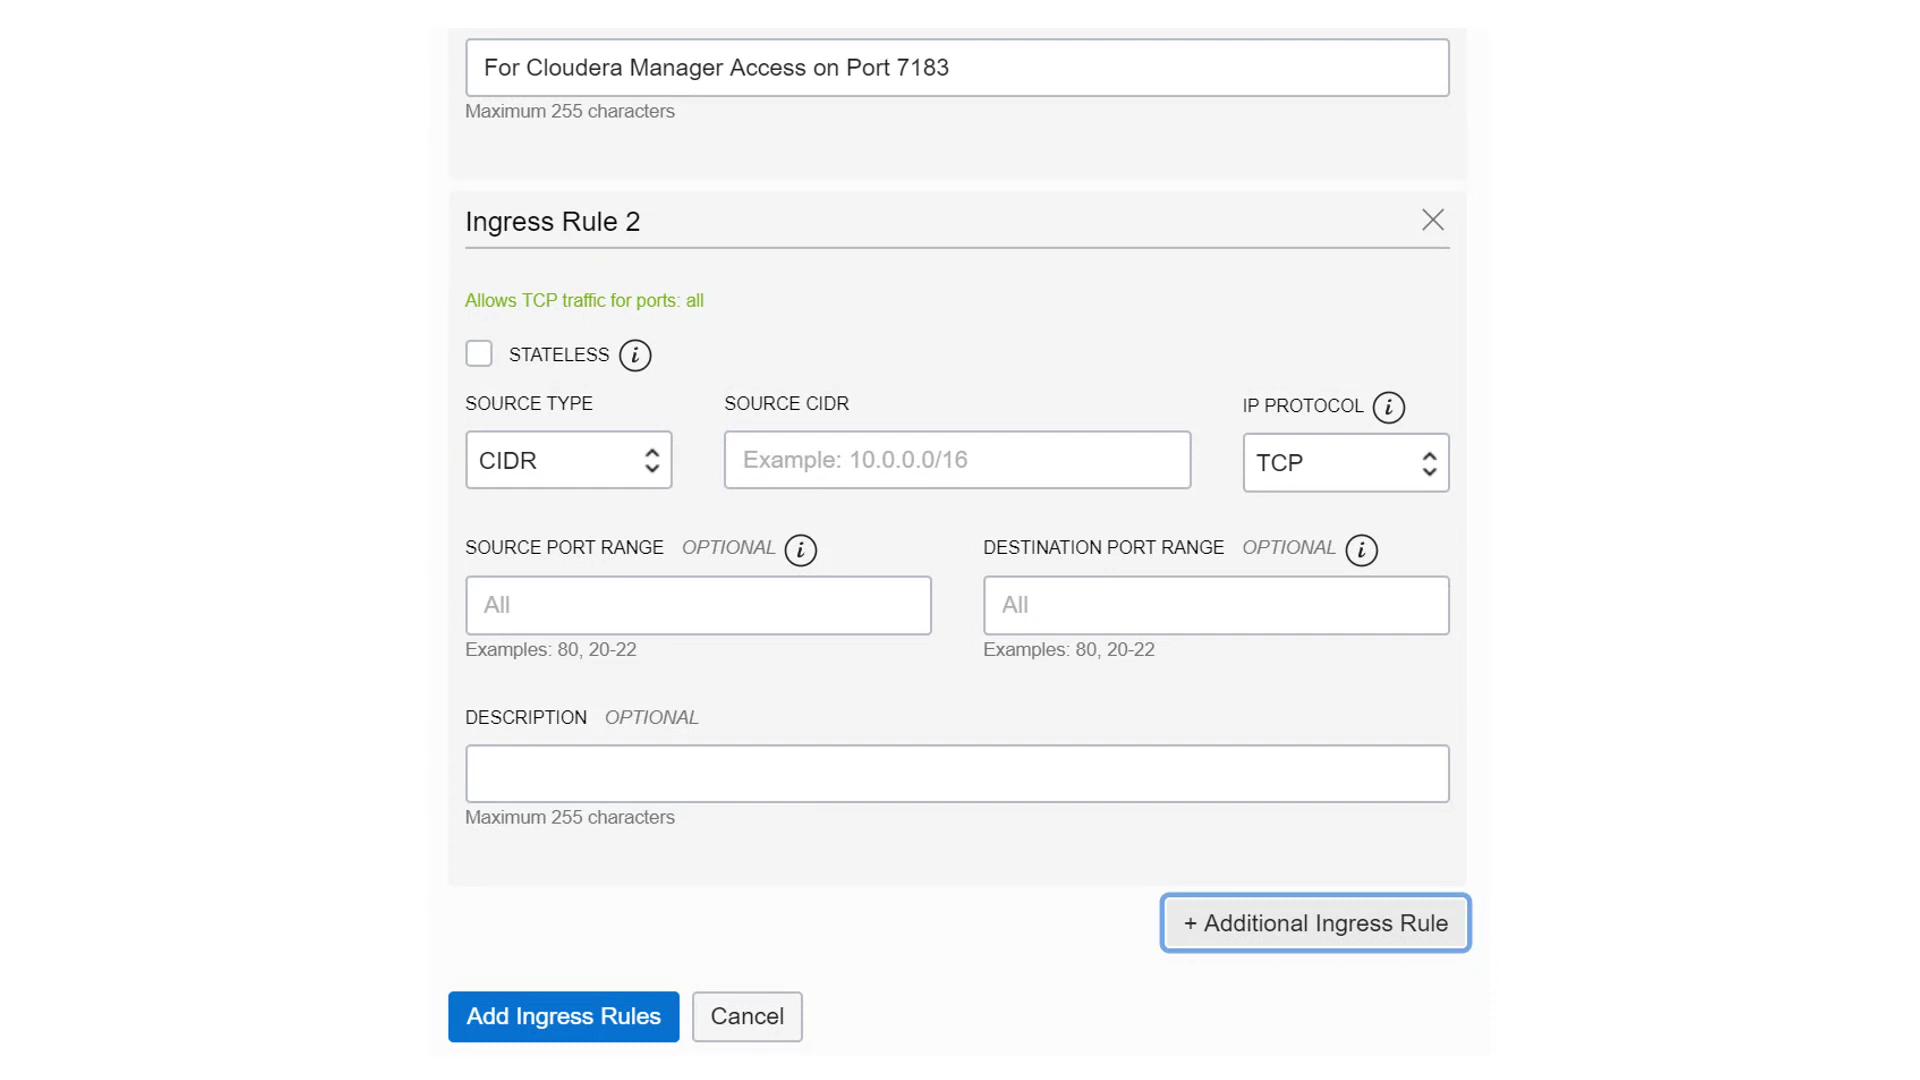 For Cloudera Manager Access on Port 7183
Maximum 255 characters
Ingress Rule 2
Allows TCP traffic for ports: all
STATELESS i
SOURCE TYPE SOURCE CIDR IP PROTOCOL i
CIDR Example: 10.0.0.0/16 TCP
SOURCE PORT RANGE OPTIONAL i DESTINATION PORT RANGE OPTIONAL i
All All
Examples: 80, 20-22 Examples: 80, 20-22
DESCRIPTION OPTIONAL
Maximum 255 characters
+ Additional Ingress Rule
Add Ingress Rules Cancel